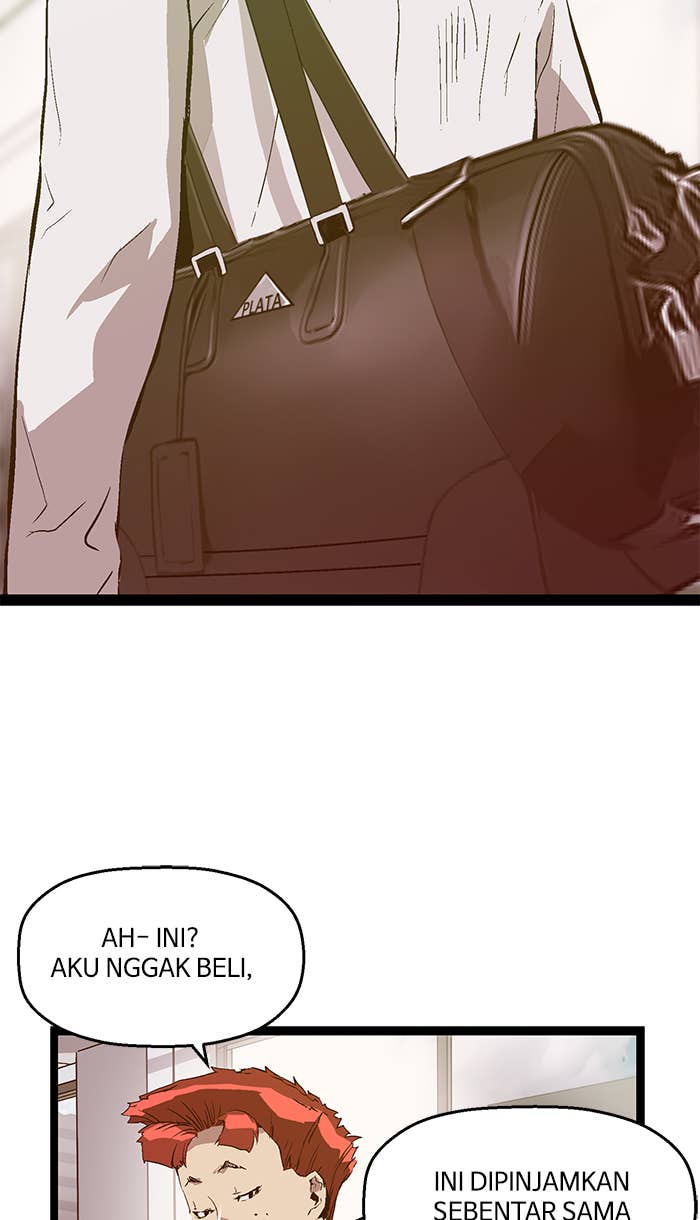 PLATA
AH- INI?
AKU NGGAK BELI,
INI DIPINJAMKAN
SEBENTAR SAMA